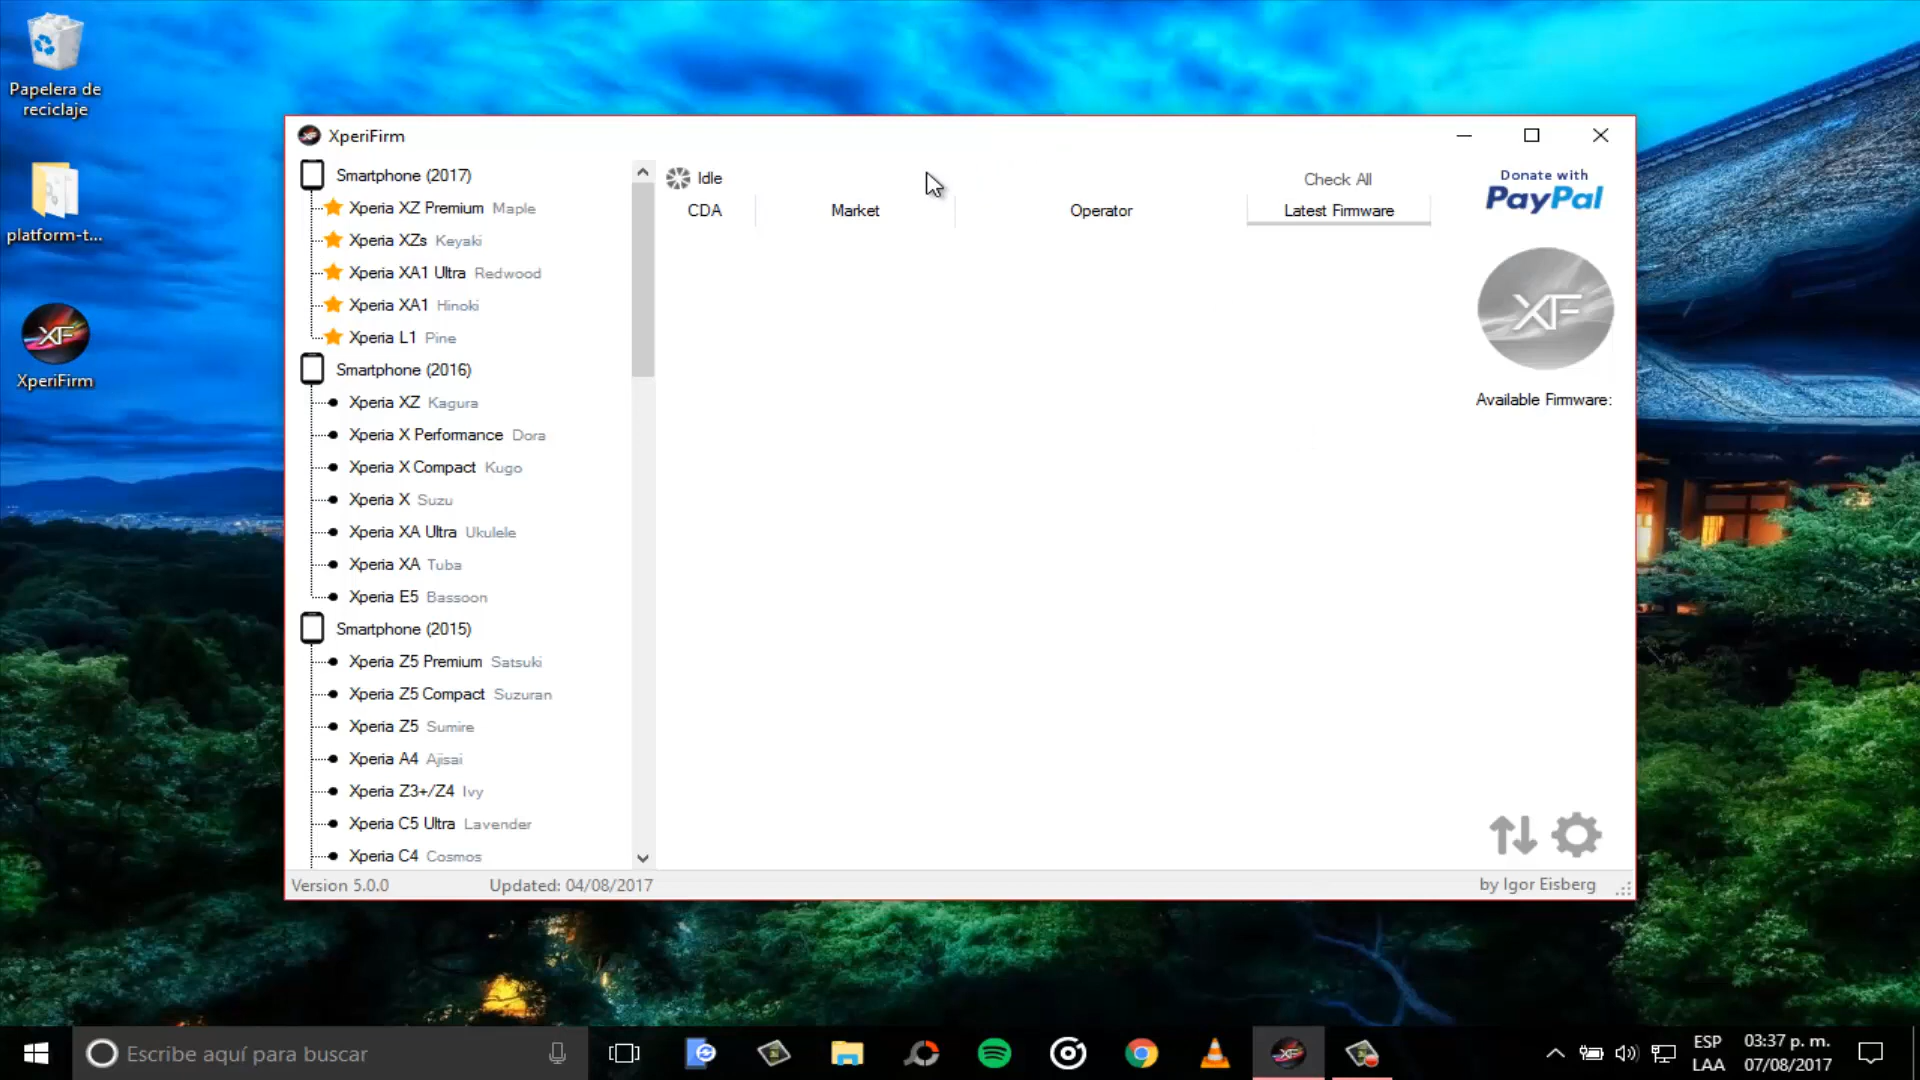 Papelera de
reciclaje
platform-t...
XF
XperiFirm
XperiFirm
Smartphone (2017)
Xperia XZ Premium Maple
Xperia XZs Keyaki
Xperia XA1 Ultra Redwood
Xperia XA1 Hinoki
Xperia L1 Pine
Smartphone (2016)
Xperia XZ Kagura
Xperia X Performance Dora
Xperia X Compact Kugo
Xperia X Suzu
Xperia XA Ultra Ukulele
Xperia XA Tuba
Xperia E5 Bassoon
Smartphone (2015)
Xperia Z5 Premium Satsuki
Xperia Z5 Compact Suzuran
Xperia Z5 Sumire
Xperia A4 Ajisai
Xperia Z3+/Z4 Ivy
Xperia C5 Ultra Lavender
Xperia C4 Cosmos
Idle
Check All
CDA Market Operator Latest Firmware
Donate with
PayPal
XF
Available Firmware:
Version 5.0.0 Updated: 04/08/2017 by Igor Eisberg
Escribe aquí para buscar
XF
ESP
LAA
03:37 p. m.
07/08/2017